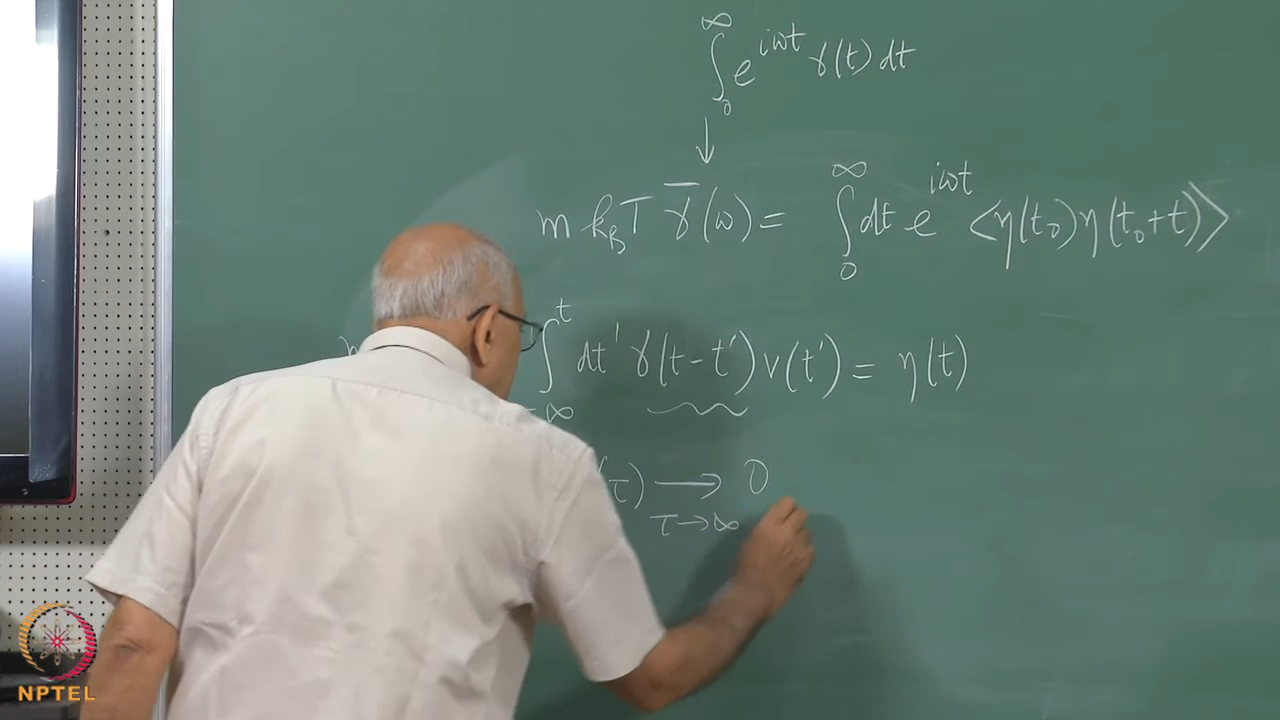 ∫₀^∞ e^{iωt} γ(t) dt
↓
m k_B T γ̄(ω) = ∫₀^∞ dt e^{iωt} ⟨η(t₀)η(t₀+t)⟩
∫_{-∞}^t dt' γ(t-t') v(t') = η(t)
(τ) ⟶ 0
τ→∞
NPTEL